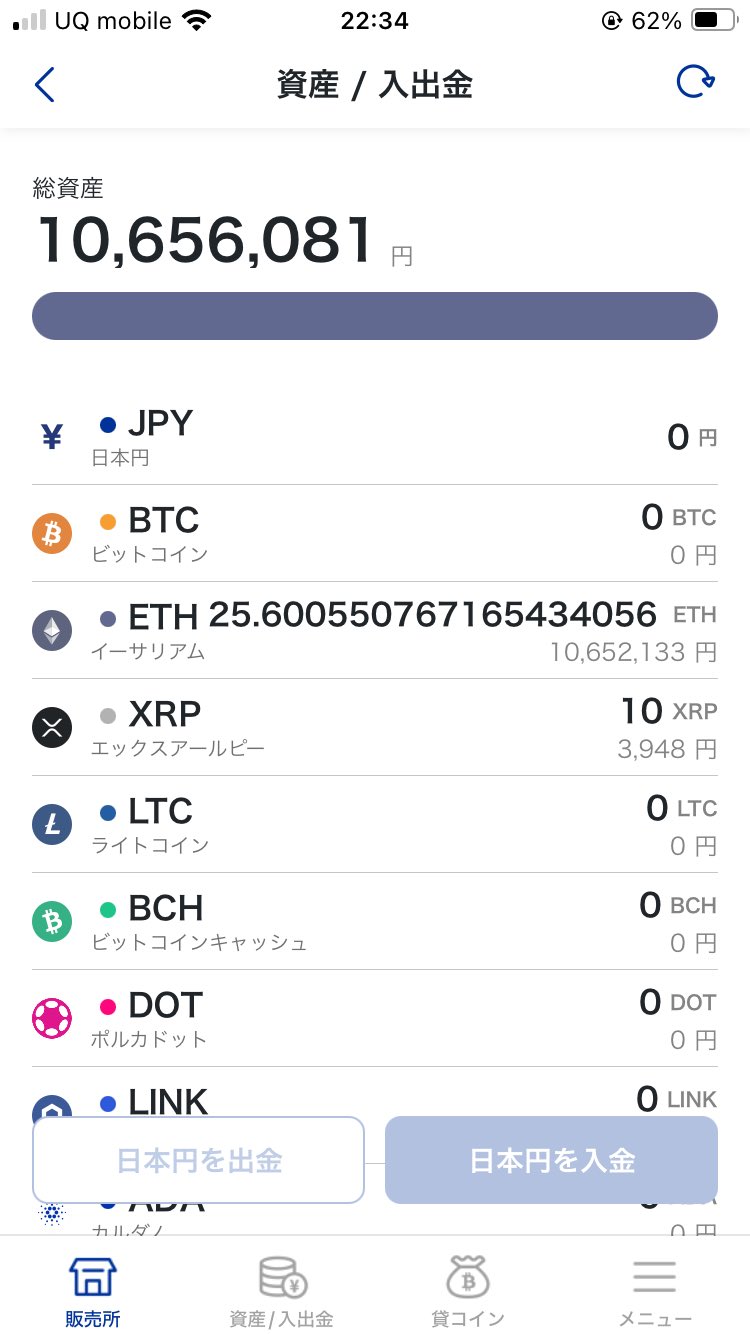 UQ mobile 22:34 62%
資産 / 入出金
総資産
10,656,081 円
¥ JPY 0 円
日本円
BTC 0 BTC
ビットコイン 0 円
ETH 25.600550767165434056 ETH
イーサリアム 10,652,133 円
XRP 10 XRP
エックスアールピー 3,948 円
LTC 0 LTC
ライトコイン 0 円
BCH 0 BCH
ビットコインキャッシュ 0 円
DOT 0 DOT
ポルカドット 0 円
LINK 0 LINK
日本円を出金 日本円を入金
ADA
カルダノ 0 円
販売所 資産/入出金 貸コイン メニュー